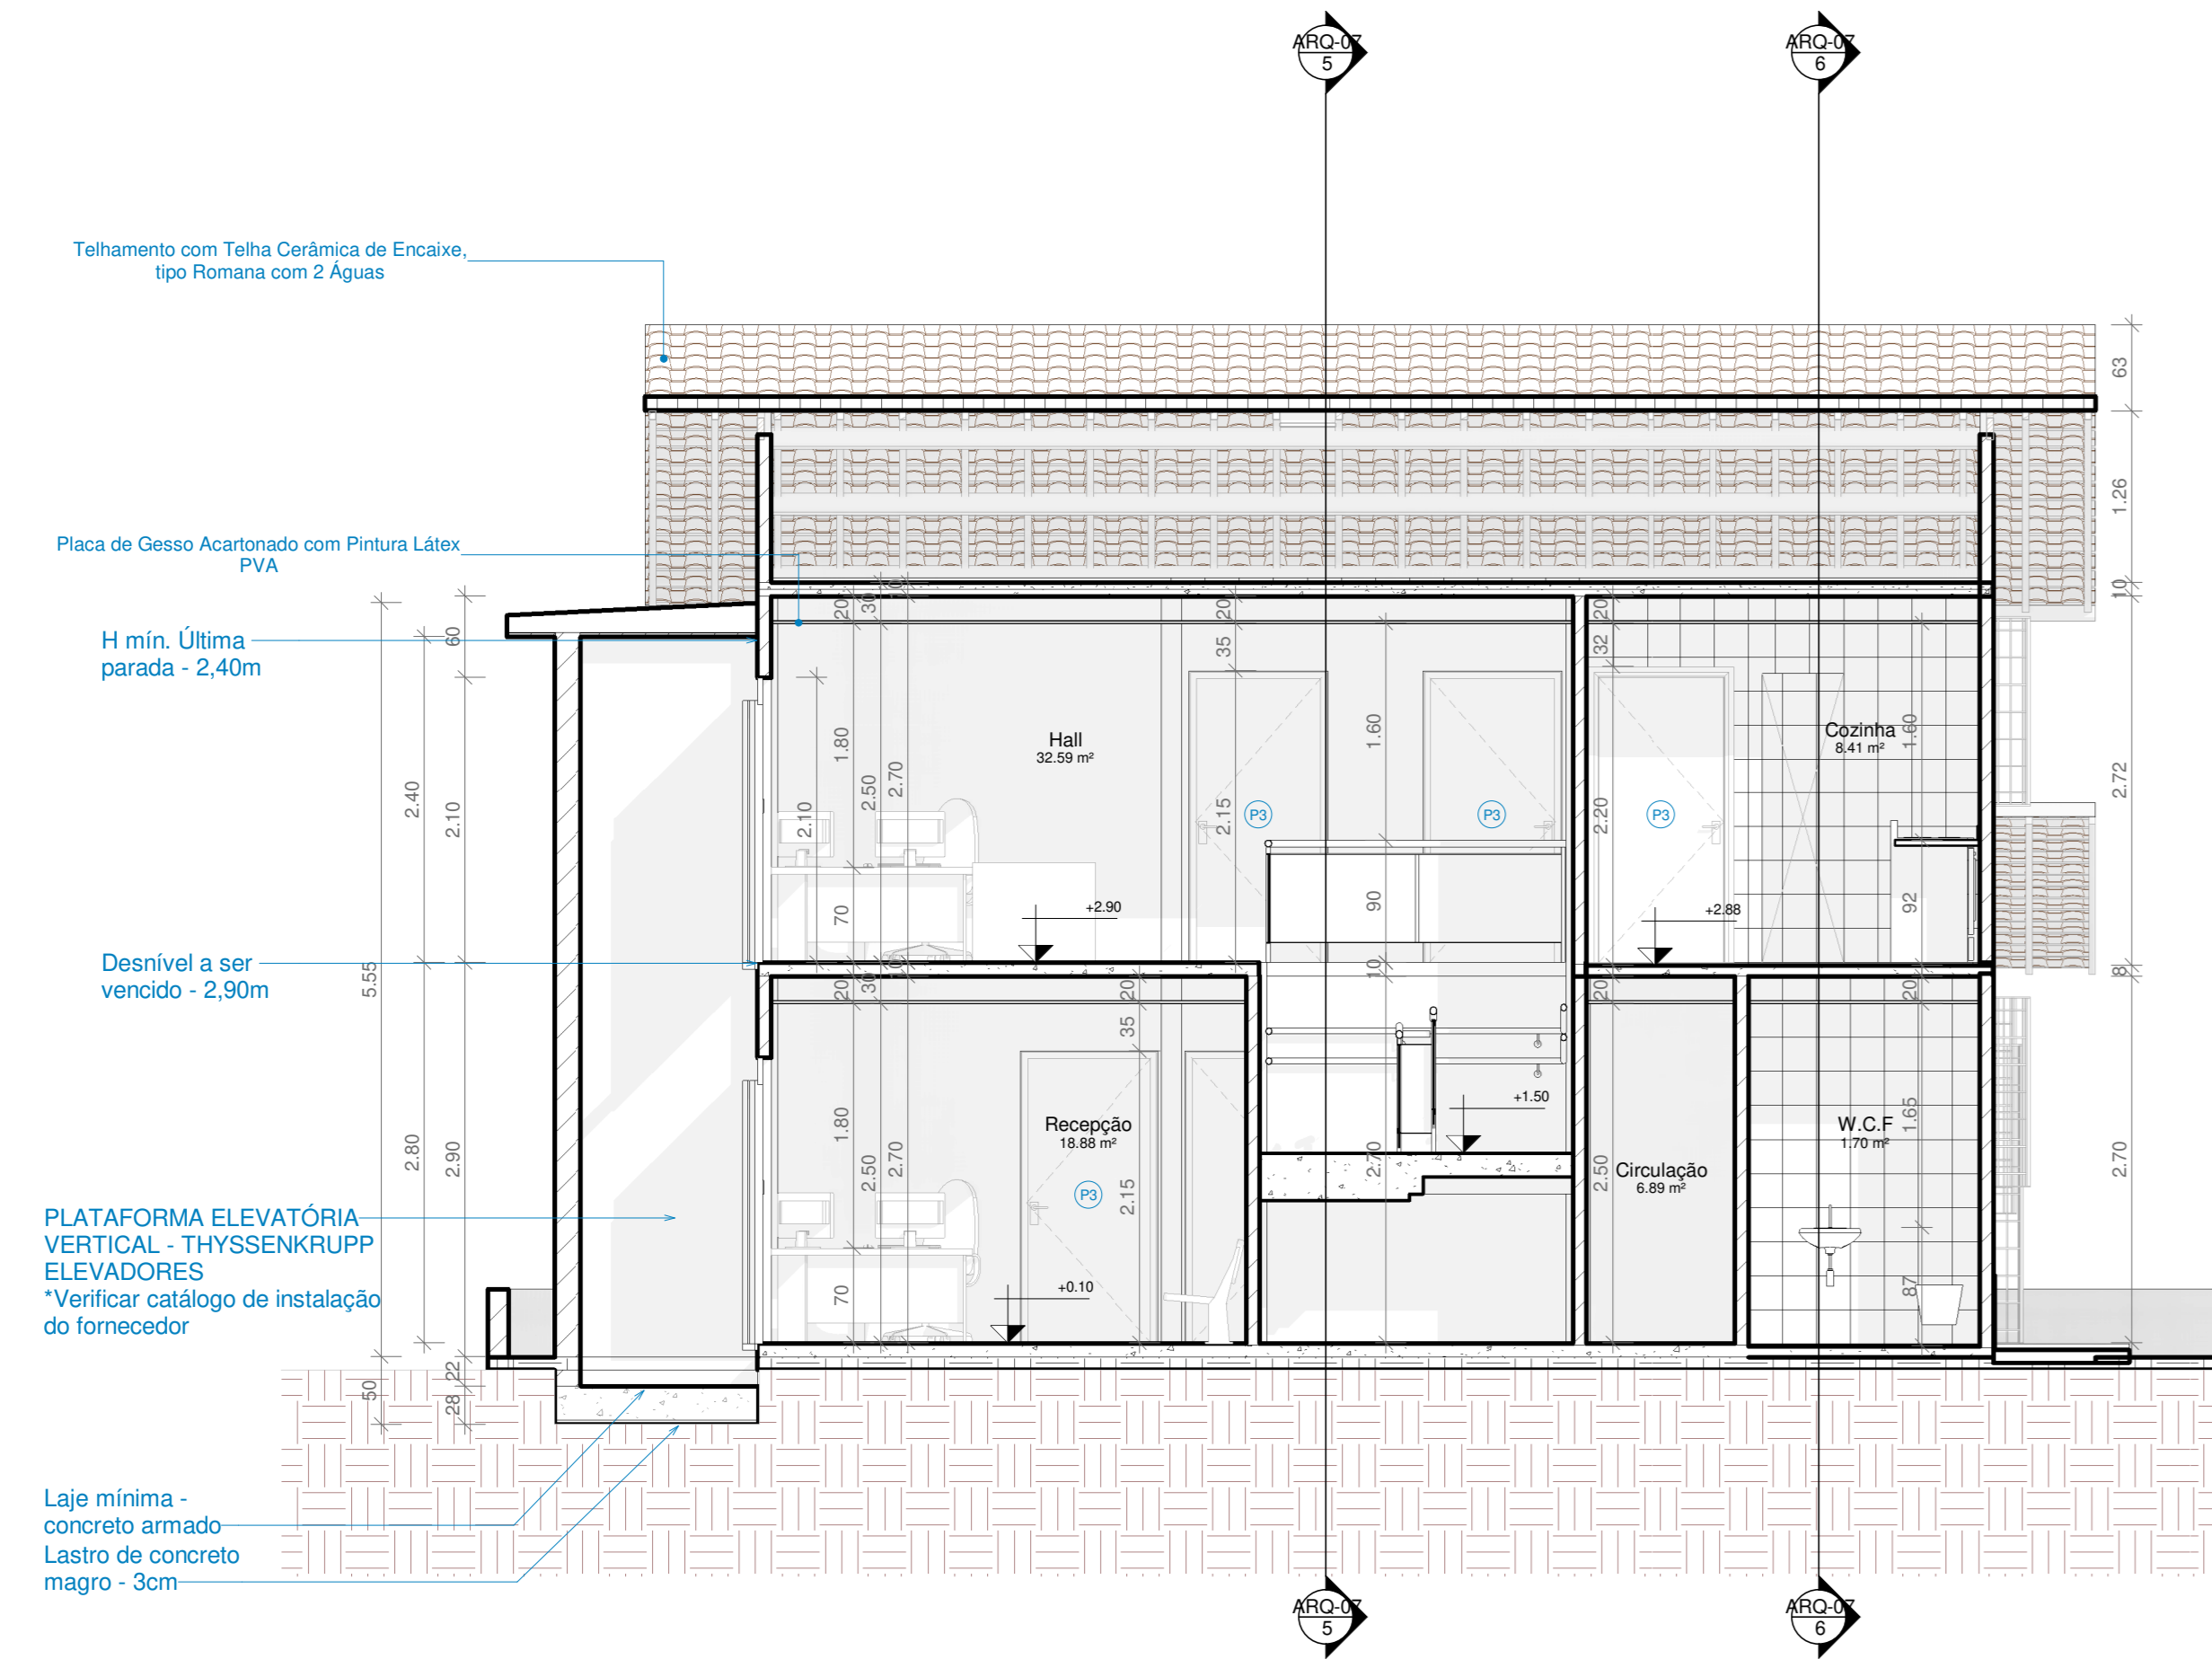 ARQ-07
5
ARQ-07
6
Telhamento com Telha Cerâmica de Encaixe,
tipo Romana com 2 Águas
63
1.26
10
2.72
8
2.70
Placa de Gesso Acartonado com Pintura Látex
PVA
H mín. Última
parada - 2,40m
Desnível a ser
vencido - 2,90m
PLATAFORMA ELEVATÓRIA
VERTICAL - THYSSENKRUPP
ELEVADORES
*Verificar catálogo de instalação
do fornecedor
Laje mínima -
concreto armado
Lastro de concreto
magro - 3cm
5.55
50
2.40
2.80
60
2.10
2.90
22
28
20
30
10
20
35
20
32
2.10
1.80
2.50
2.70
70
Hall
32.59 m²
2.15
P3
1.60
P3
90
2.20
P3
Cozinha
8.41 m²
1.60
92
+2.90
+2.88
20
30
10
20
35
10
20
20
1.80
2.50
2.70
70
Recepção
18.88 m²
P3
2.15
+0.10
2.70
+1.50
2.50
Circulação
6.89 m²
W.C.F
1.70 m²
1.65
87
ARQ-07
5
ARQ-07
6